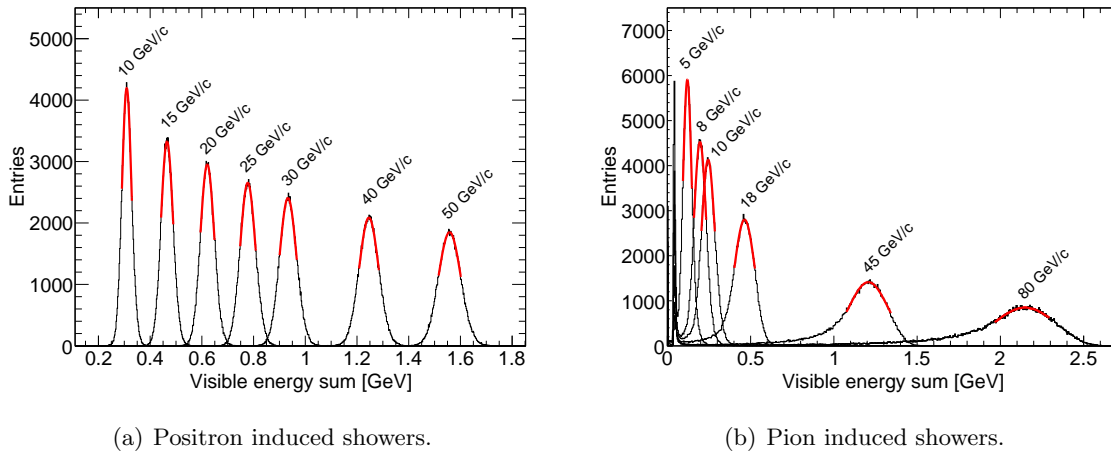 5000
4000
3000
2000
1000
0
Entries
10 GeV/c
15 GeV/c
20 GeV/c
25 GeV/c
30 GeV/c
40 GeV/c
50 GeV/c
0.2 0.4 0.6 0.8 1 1.2 1.4 1.6 1.8
Visible energy sum [GeV]
(a) Positron induced showers.
7000
6000
5000
4000
3000
2000
1000
0
Entries
5 GeV/c
8 GeV/c
10 GeV/c
18 GeV/c
45 GeV/c
80 GeV/c
0 0.5 1 1.5 2 2.5
Visible energy sum [GeV]
(b) Pion induced showers.